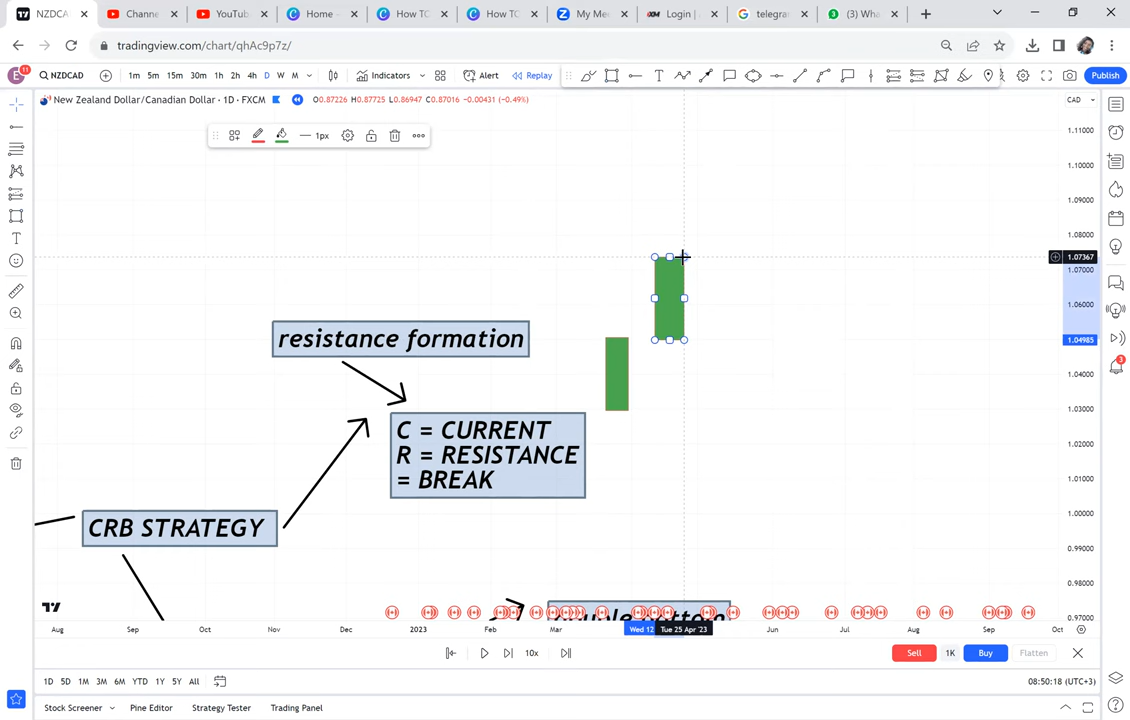 NZDCAD
Channe
YouTub
Home -
How TO
How TO
My Me
Login |
telegra
(3) Wha
tradingview.com/chart/qhAc9p7z/
E
11
NZDCAD
1m 5m 15m 30m 1h 2h 4h D W M
Indicators
Alert
Replay
Publish
New Zealand Dollar/Canadian Dollar · 1D · FXCM
O0.87226 H0.87725 L0.86947 C0.87016 −0.00431 (−0.49%)
CAD
1px
1.11000
1.10000
1.09000
1.08000
1.07367
1.07000
1.06000
1.04985
1.04000
1.03000
1.02000
1.01000
1.00000
0.99000
0.98000
0.97000
3
resistance formation
C = CURRENT
R = RESISTANCE
= BREAK
CRB STRATEGY
double bottom
Aug Sep Oct Nov Dec 2023 Feb Mar Wed 12 Tue 25 Apr '23 Jun Jul Aug Sep Oct
10x
Sell 1K Buy Flatten
1D 5D 1M 3M 6M YTD 1Y 5Y All
08:50:18 (UTC+3)
Stock Screener Pine Editor Strategy Tester Trading Panel